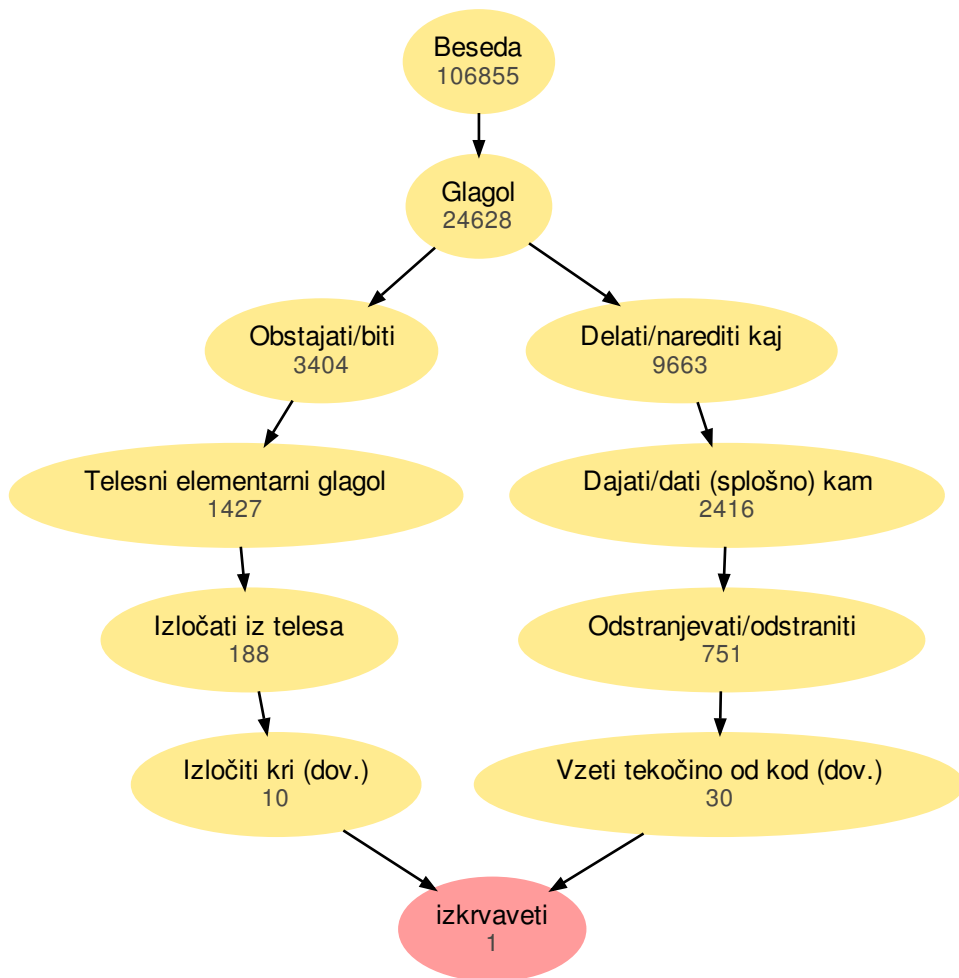 Beseda
106855
Glagol
24628
Obstajati/biti
3404
Delati/narediti kaj
9663
Telesni elementarni glagol
1427
Dajati/dati (splošno) kam
2416
Izločati iz telesa
188
Odstranjevati/odstraniti
751
Izločiti kri (dov.)
10
Vzeti tekočino od kod (dov.)
30
izkrvaveti
1